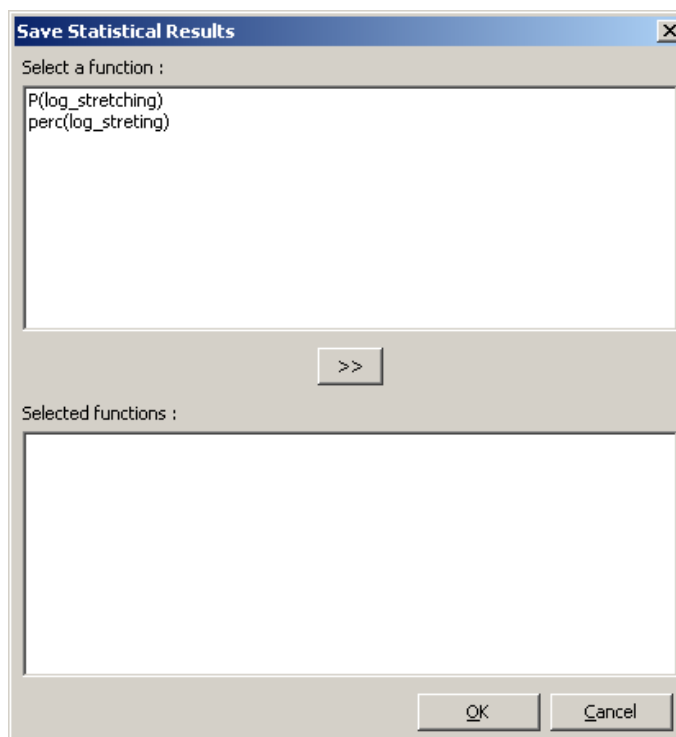 Save Statistical Results
Select a function :
P(log_stretching)
perc(log_streting)
>>
Selected functions :
OK
Cancel